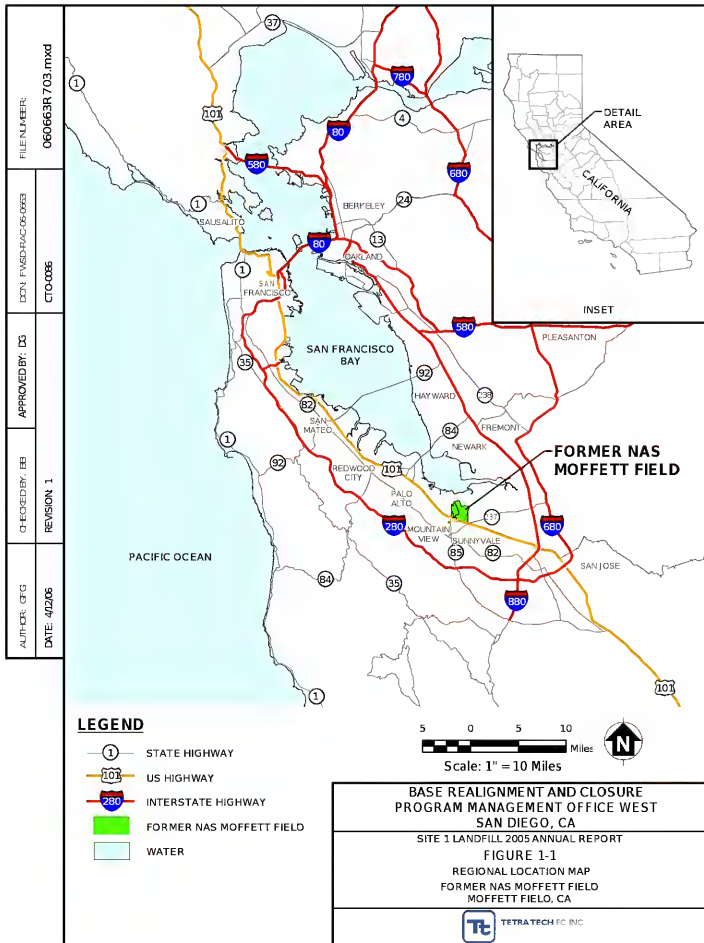 FILE NUMBER:
060663R703.mxd
DCN: FWSD-RAC-06-0663
CTO-0086
APPROVED BY: DG
CHECKED BY: BB
REVISION 1
AUTHOR: GFG
DATE: 4/12/06
37
1
101
780
80
4
580
680
1
SAUSALITO
BERKELEY
24
13
80
OAKLAND
1
SAN
FRANCISCO
580
PLEASANTON
SAN FRANCISCO
BAY
35
92
HAYWARD
238
82
SAN
MATEO
84
FREMONT
NEWARK
1
92
101
REDWOOD
CITY
FORMER NAS
MOFFETT FIELD
PALO
ALTO
237
280
MOUNTAIN
VIEW
SUNNYVALE
680
85
82
SAN JOSE
PACIFIC OCEAN
84
35
880
101
1
DETAIL
AREA
CALIFORNIA
INSET
LEGEND
1 STATE HIGHWAY
101 US HIGHWAY
280 INTERSTATE HIGHWAY
FORMER NAS MOFFETT FIELD
WATER
5 0 5 10
Miles
Scale: 1" = 10 Miles
N
BASE REALIGNMENT AND CLOSURE
PROGRAM MANAGEMENT OFFICE WEST
SAN DIEGO, CA
SITE 1 LANDFILL 2005 ANNUAL REPORT
FIGURE 1-1
REGIONAL LOCATION MAP
FORMER NAS MOFFETT FIELD
MOFFETT FIELD, CA
Tt TETRA TECH EC INC